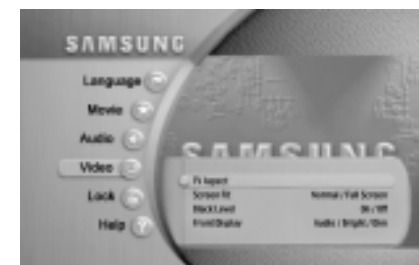 SAMSUNG
Language
Movie
Audio
Video
Lock
Help
SAMSUNG
TV Aspect
Screen Fit Normal / Full Screen
Black Level On / Off
Front Display Auto / Bright / Dim